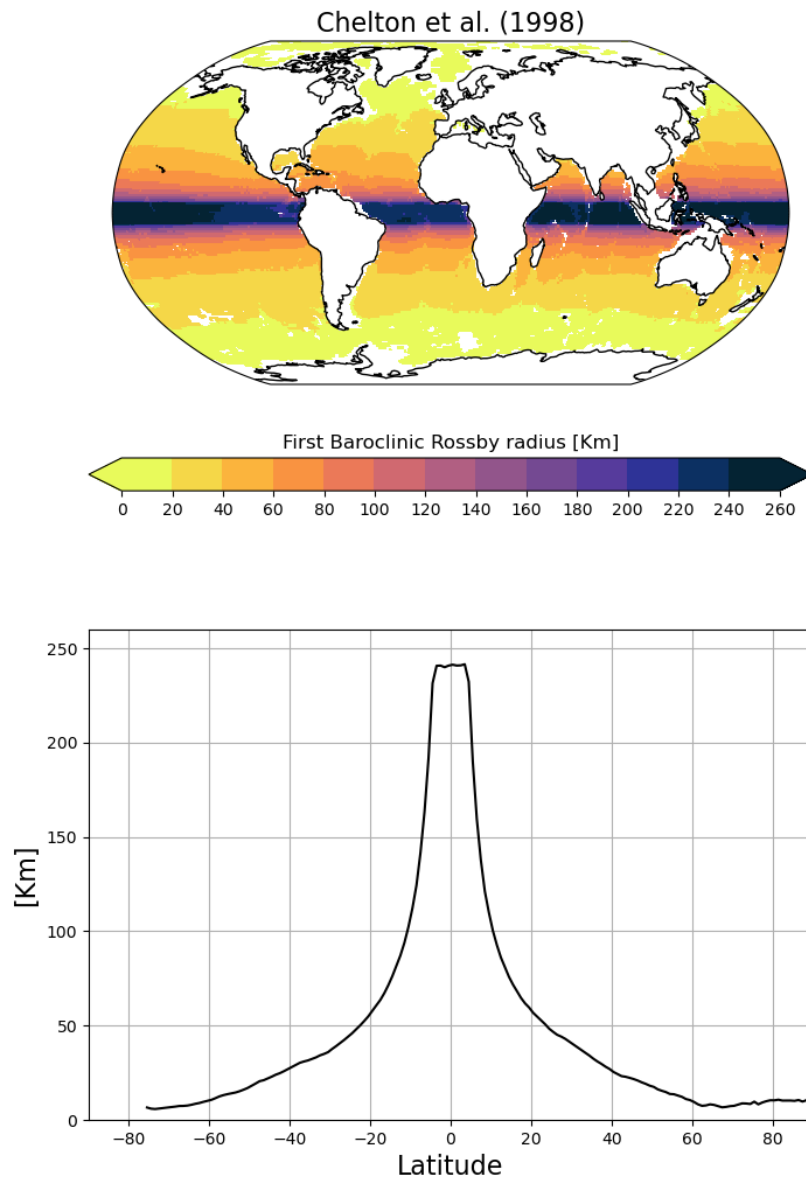 Chelton et al. (1998)
First Baroclinic Rossby radius [Km]
0 20 40 60 80 100 120 140 160 180 200 220 240 260
250
200
150
100
50
0
[Km]
−80 −60 −40 −20 0 20 40 60 80
Latitude